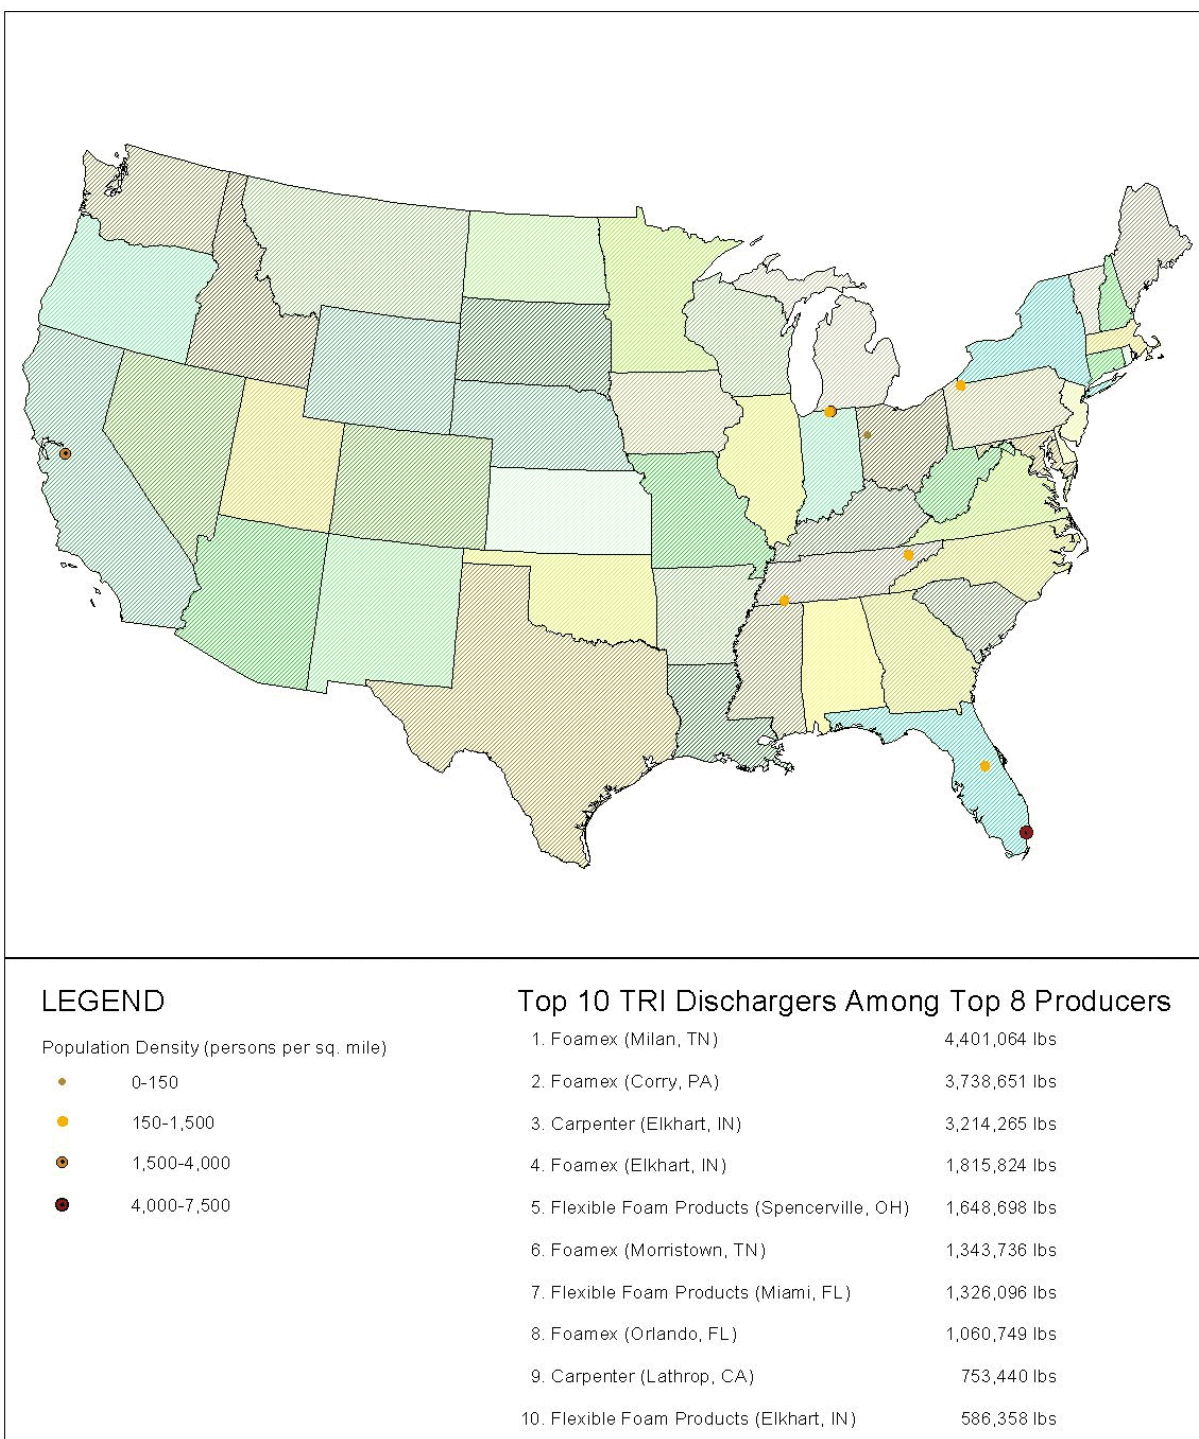 LEGEND
Population Density (persons per sq. mile)
0-150
150-1,500
1,500-4,000
4,000-7,500
Top 10 TRI Dischargers Among Top 8 Producers
1. Foamex (Milan, TN) 4,401,064 lbs
2. Foamex (Corry, PA) 3,738,651 lbs
3. Carpenter (Elkhart, IN) 3,214,265 lbs
4. Foamex (Elkhart, IN) 1,815,824 lbs
5. Flexible Foam Products (Spencerville, OH) 1,648,698 lbs
6. Foamex (Morristown, TN) 1,343,736 lbs
7. Flexible Foam Products (Miami, FL) 1,326,096 lbs
8. Foamex (Orlando, FL) 1,060,749 lbs
9. Carpenter (Lathrop, CA) 753,440 lbs
10. Flexible Foam Products (Elkhart, IN) 586,358 lbs